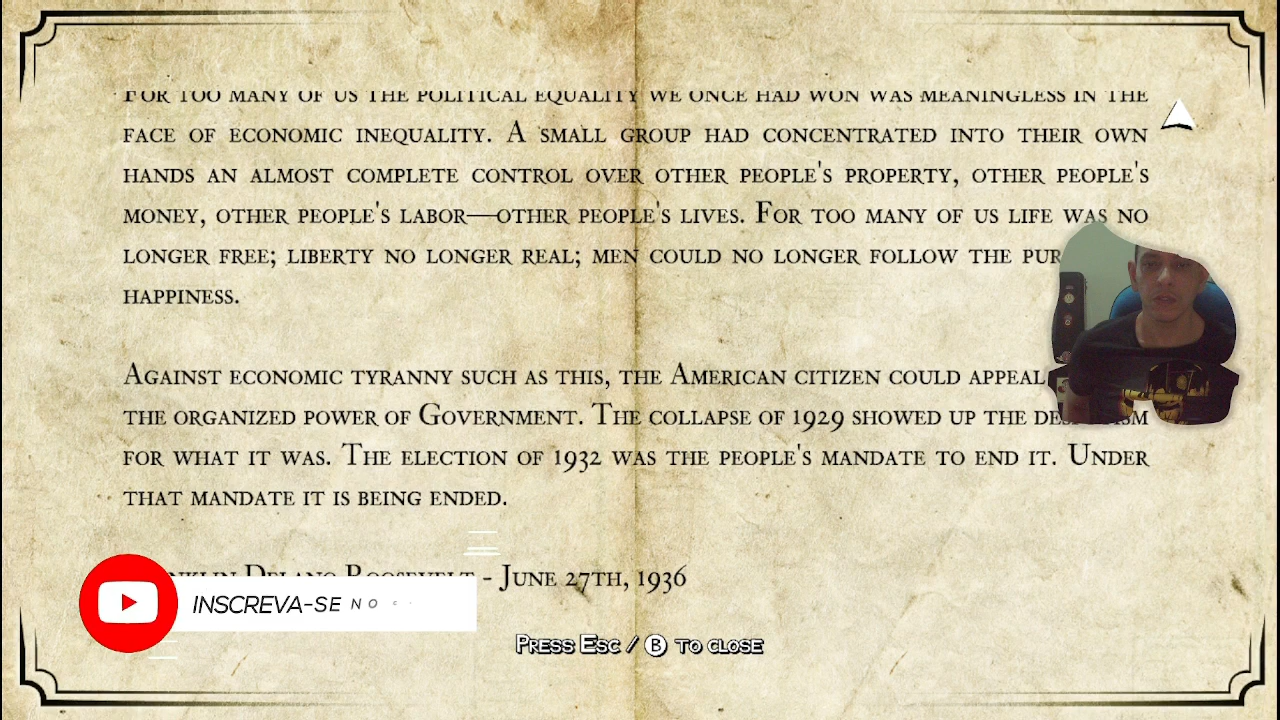 For too many of us the political equality we once had won was meaningless in the
face of economic inequality. A small group had concentrated into their own
hands an almost complete control over other people's property, other people's
money, other people's labor—other people's lives. For too many of us life was no
longer free; liberty no longer real; men could no longer follow the
happiness.
Against economic tyranny such as this, the American citizen could appeal
the organized power of Government. The collapse of 1929 showed up the
for what it was. The election of 1932 was the people's mandate to end it. Under
that mandate it is being ended.
Delano Roosevelt - June 27th, 1936
INSCREVA-SE NO
Press Esc / B to close